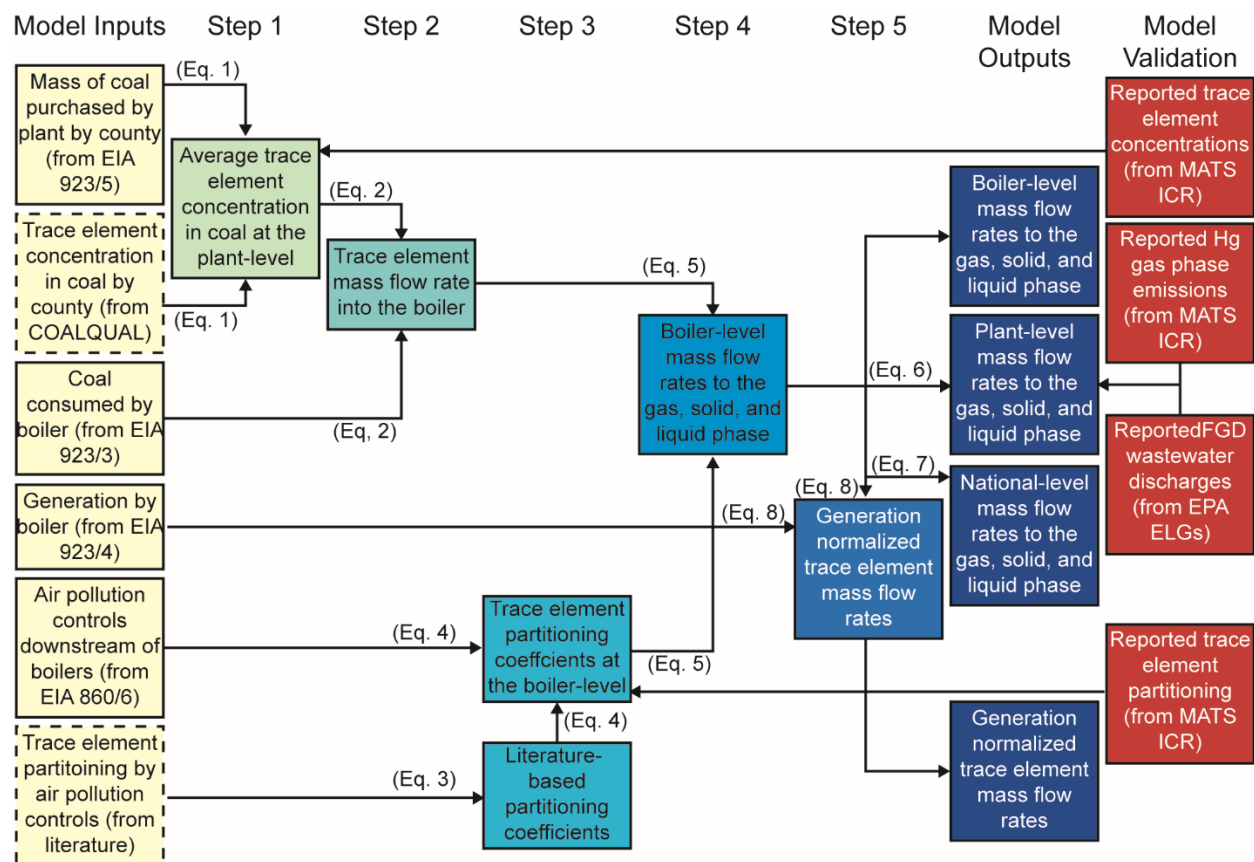 Model Inputs
Step 1
Step 2
Step 3
Step 4
Step 5
Model
Outputs
Model
Validation
Mass of coal
purchased by
plant by county
(from EIA
923/5)
Trace element
concentration
in coal by
county (from
COALQUAL)
Coal
consumed by
boiler (from EIA
923/3)
Generation by
boiler (from EIA
923/4)
Air pollution
controls
downstream of
boilers (from
EIA 860/6)
Trace element
partitoining by
air pollution
controls (from
literature)
(Eq. 1)
Average trace
element
concentration
in coal at the
plant-level
(Eq. 1)
(Eq. 2)
Trace element
mass flow rate
into the boiler
(Eq, 2)
(Eq. 4)
(Eq. 3)
Trace element
partitioning
coeffcients at
the boiler-level
(Eq. 4)
Literature-
based
partitioning
coefficients
(Eq. 5)
Boiler-level
mass flow
rates to the
gas, solid, and
liquid phase
(Eq. 5)
(Eq. 8)
(Eq. 6)
(Eq. 7)
(Eq. 8)
Generation
normalized
trace element
mass flow
rates
Boiler-level
mass flow
rates to the
gas, solid, and
liquid phase
Plant-level
mass flow
rates to the
gas, solid, and
liquid phase
National-level
mass flow
rates to the
gas, solid, and
liquid phase
Generation
normalized
trace element
mass flow
rates
Reported trace
element
concentrations
(from MATS
ICR)
Reported Hg
gas phase
emissions
(from MATS
ICR)
ReportedFGD
wastewater
discharges
(from EPA
ELGs)
Reported trace
element
partitioning
(from MATS
ICR)